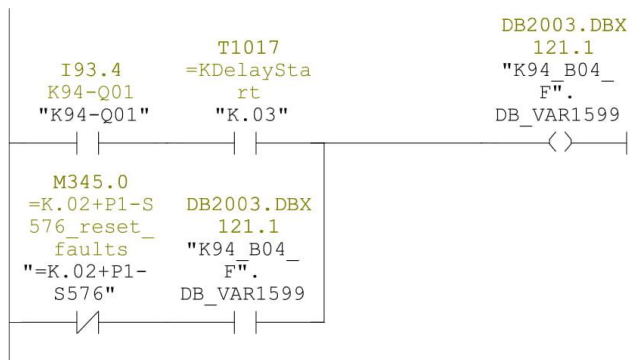 DB2003.DBX
121.1
"K94_B04_
F".
DB_VAR1599
T1017
=KDelaySta
rt
"K.03"
I93.4
K94-Q01
"K94-Q01"
M345.0
=K.02+P1-S
576_reset_
faults
"=K.02+P1-
S576"
DB2003.DBX
121.1
"K94_B04_
F".
DB_VAR1599